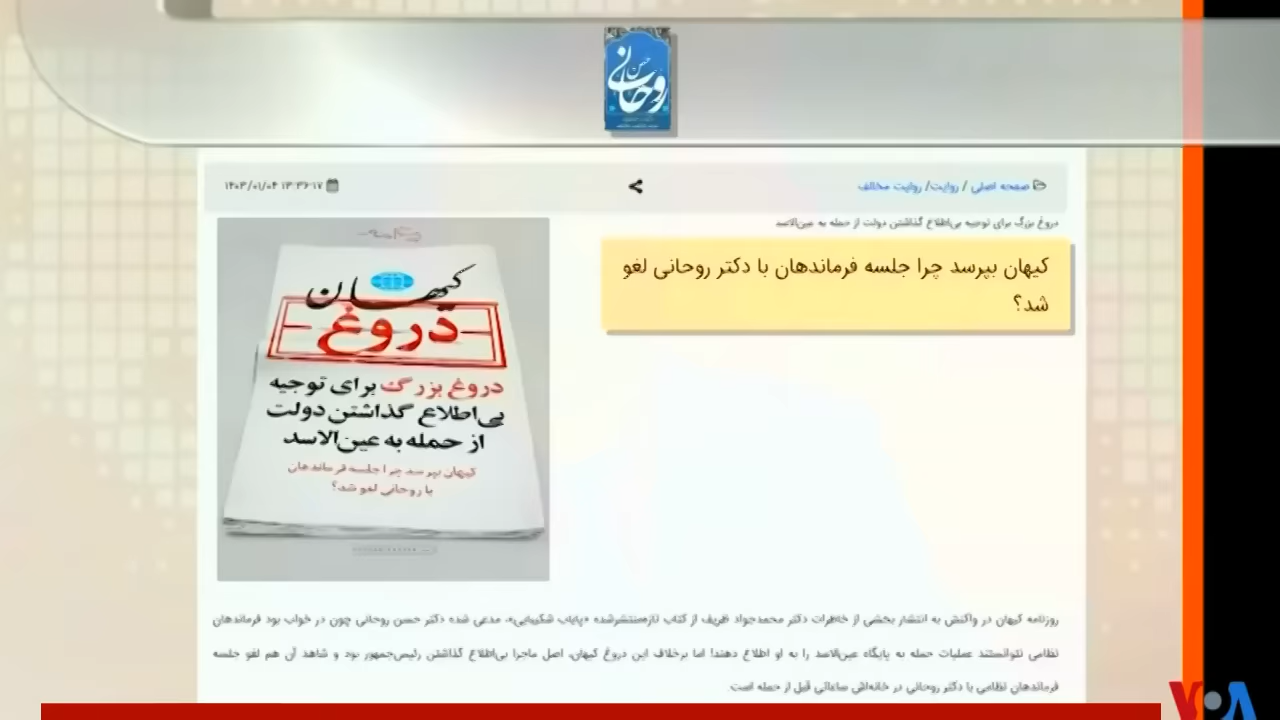 حسن
روحانی
صفحه اصلی / روایت/ روایت مخالف
۱۴۰۳/۰۱/۰۴ ۱۳:۳۶:۱۷
دروغ بزرگ برای توجیه بی‌اطلاع گذاشتن دولت از حمله به عین‌الاسد
کیهان بپرسد چرا جلسه فرماندهان با دکتر روحانی لغو
شد؟
کیهان
دروغ
دروغ بزرگ برای توجیه
بی‌اطلاع گذاشتن دولت
از حمله به عین‌الاسد
کیهان بپرسد چرا جلسه فرماندهان
با روحانی لغو شد؟
روزنامه کیهان در واکنش به انتشار بخشی از خاطرات دکتر محمدجواد ظریف از کتاب تازه‌منتشرشده «پایاب شکیبایی»، مدعی شده دکتر حسن روحانی چون در خواب بود فرماندهان
نظامی نتوانستند عملیات حمله به پایگاه عین‌الاسد را به او اطلاع دهند! اما برخلاف این دروغ کیهان، اصل ماجرا بی‌اطلاع گذاشتن رئیس‌جمهور بود و شاهد آن هم لغو جلسه
فرماندهان نظامی با دکتر روحانی در خانه‌اش ساعاتی قبل از حمله است.
VOA